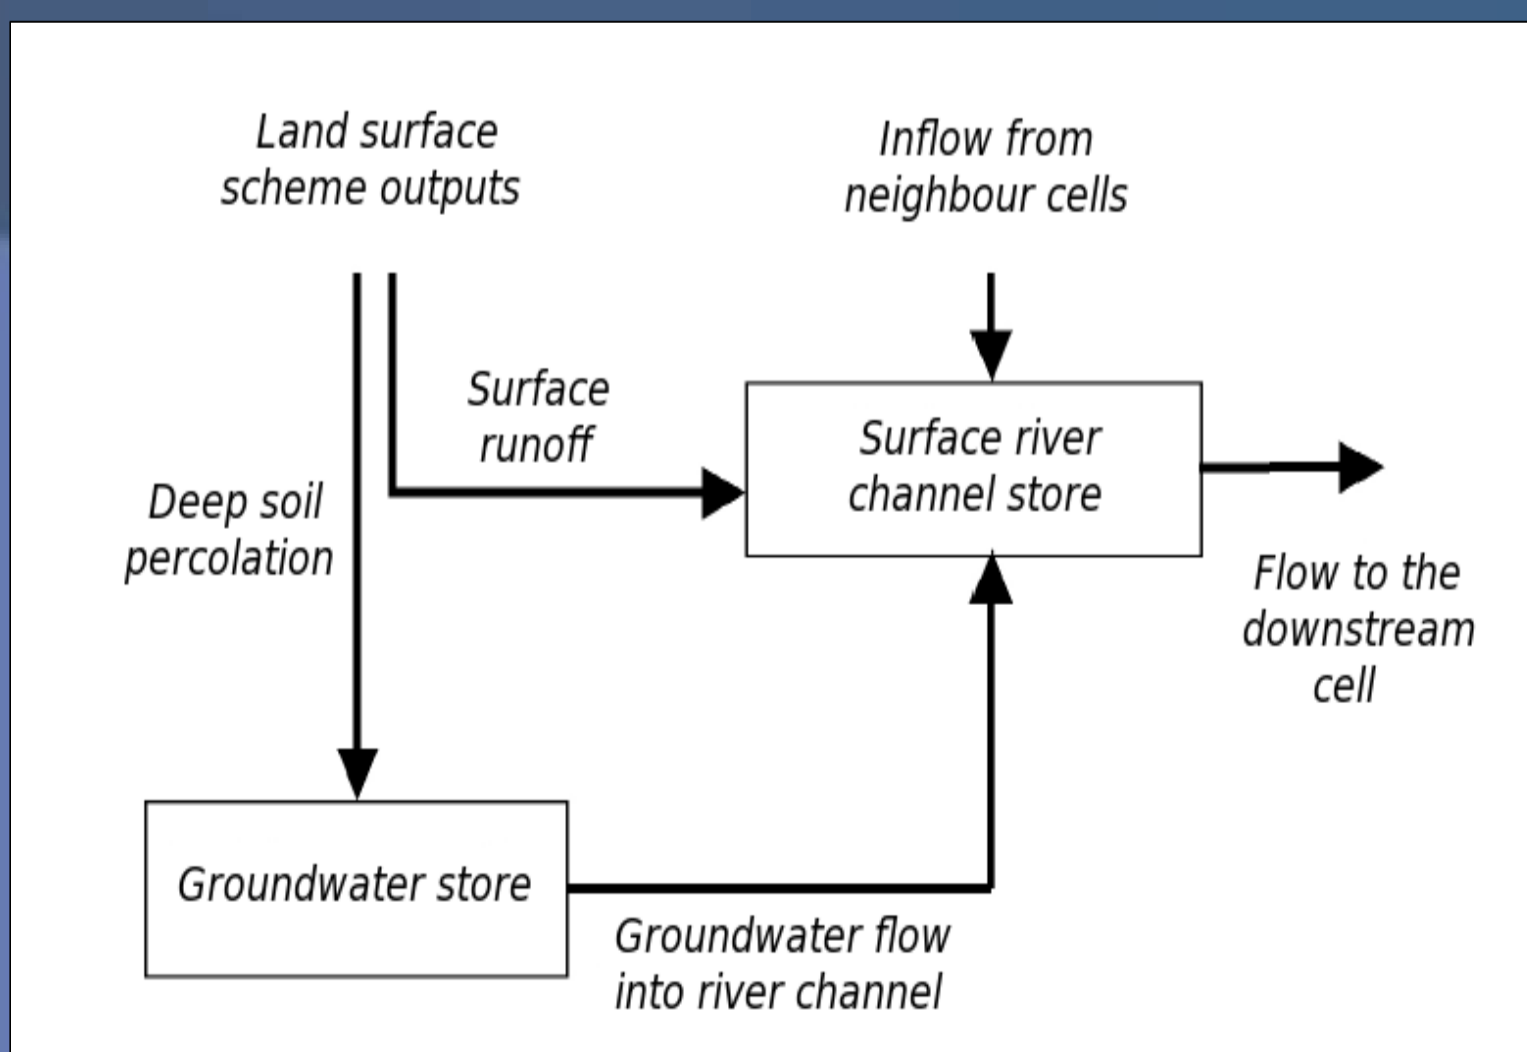 Land surface
scheme outputs
Inflow from
neighbour cells
Surface
runoff
Surface river
channel store
Deep soil
percolation
Flow to the
downstream
cell
Groundwater store
Groundwater flow
into river channel